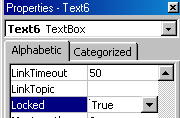 Properties - Text6
Text6 TextBox
Alphabetic Categorized
LinkTimeout 50
LinkTopic
Locked True